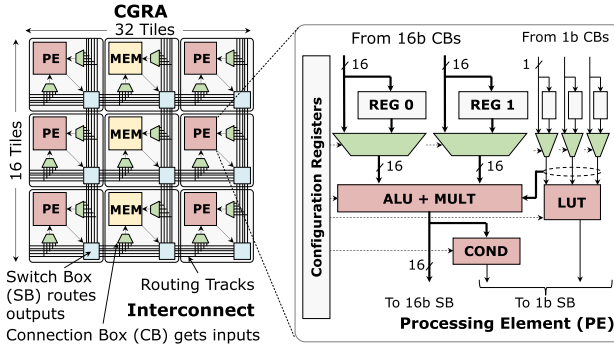 CGRA
32 Tiles
16 Tiles
PE
MEM
PE
PE
MEM
PE
PE
MEM
PE
Switch Box
(SB) routes
outputs
Routing Tracks
Interconnect
Connection Box (CB) gets inputs
Configuration Registers
From 16b CBs
From 1b CBs
16
16
1
REG 0
REG 1
16
16
ALU + MULT
LUT
COND
16
To 16b SB
To 1b SB
Processing Element (PE)